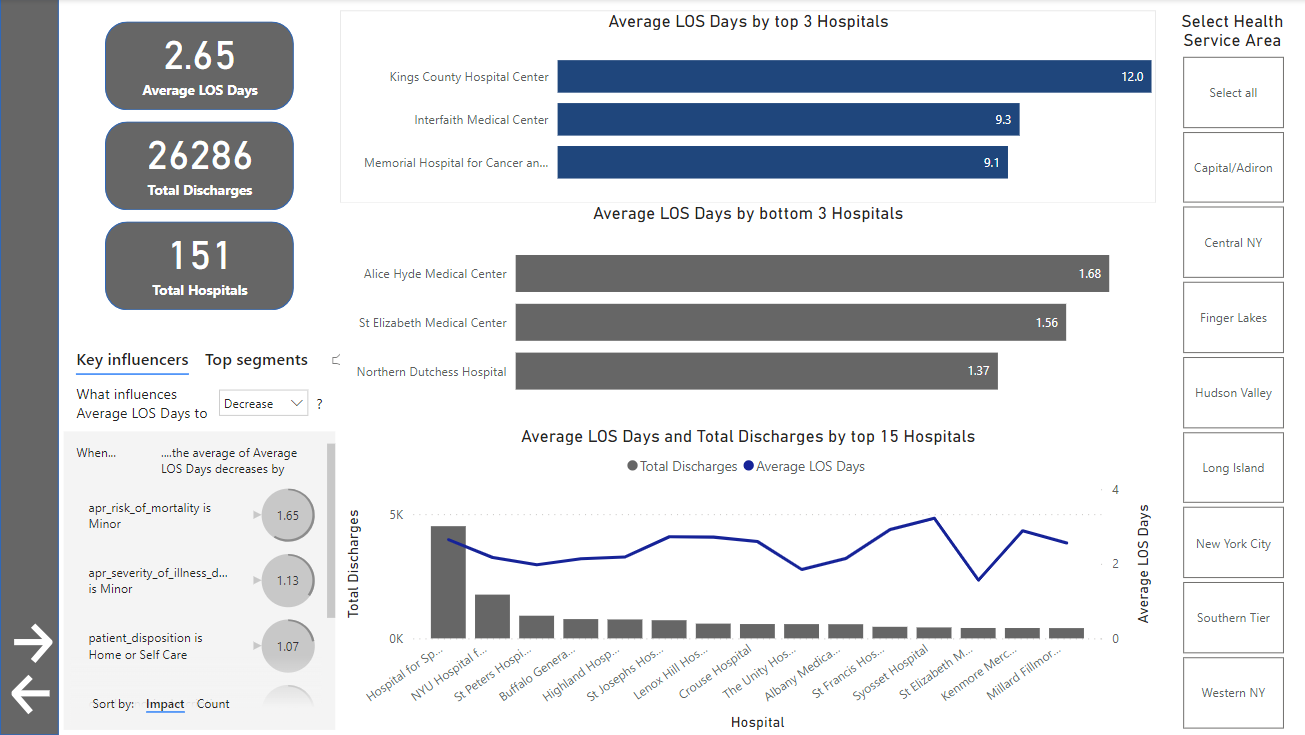 2.65
Average LOS Days
26286
Total Discharges
151
Total Hospitals
Key influencers
Top segments
What influences
Average LOS Days to
Decrease
?
When...
....the average of Average
LOS Days decreases by
apr_risk_of_mortality is
Minor
1.65
apr_severity_of_illness_d...
is Minor
1.13
patient_disposition is
Home or Self Care
1.07
Sort by:
Impact
Count
Average LOS Days by top 3 Hospitals
Kings County Hospital Center
12.0
Interfaith Medical Center
9.3
Memorial Hospital for Cancer an...
9.1
Average LOS Days by bottom 3 Hospitals
Alice Hyde Medical Center
1.68
St Elizabeth Medical Center
1.56
Northern Dutchess Hospital
1.37
Average LOS Days and Total Discharges by top 15 Hospitals
Total Discharges
Average LOS Days
Total Discharges
5K
0K
4
2
0
Average LOS Days
Hospital for Sp...
NYU Hospital f...
St Peters Hospi...
Buffalo Genera...
Highland Hosp...
St Josephs Hos...
Lenox Hill Hos...
Crouse Hospital
The Unity Hos...
Albany Medica...
St Francis Hos...
Syosset Hospital
St Elizabeth M...
Kenmore Merc...
Millard Fillmor...
Hospital
Select Health
Service Area
Select all
Capital/Adiron
Central NY
Finger Lakes
Hudson Valley
Long Island
New York City
Southern Tier
Western NY